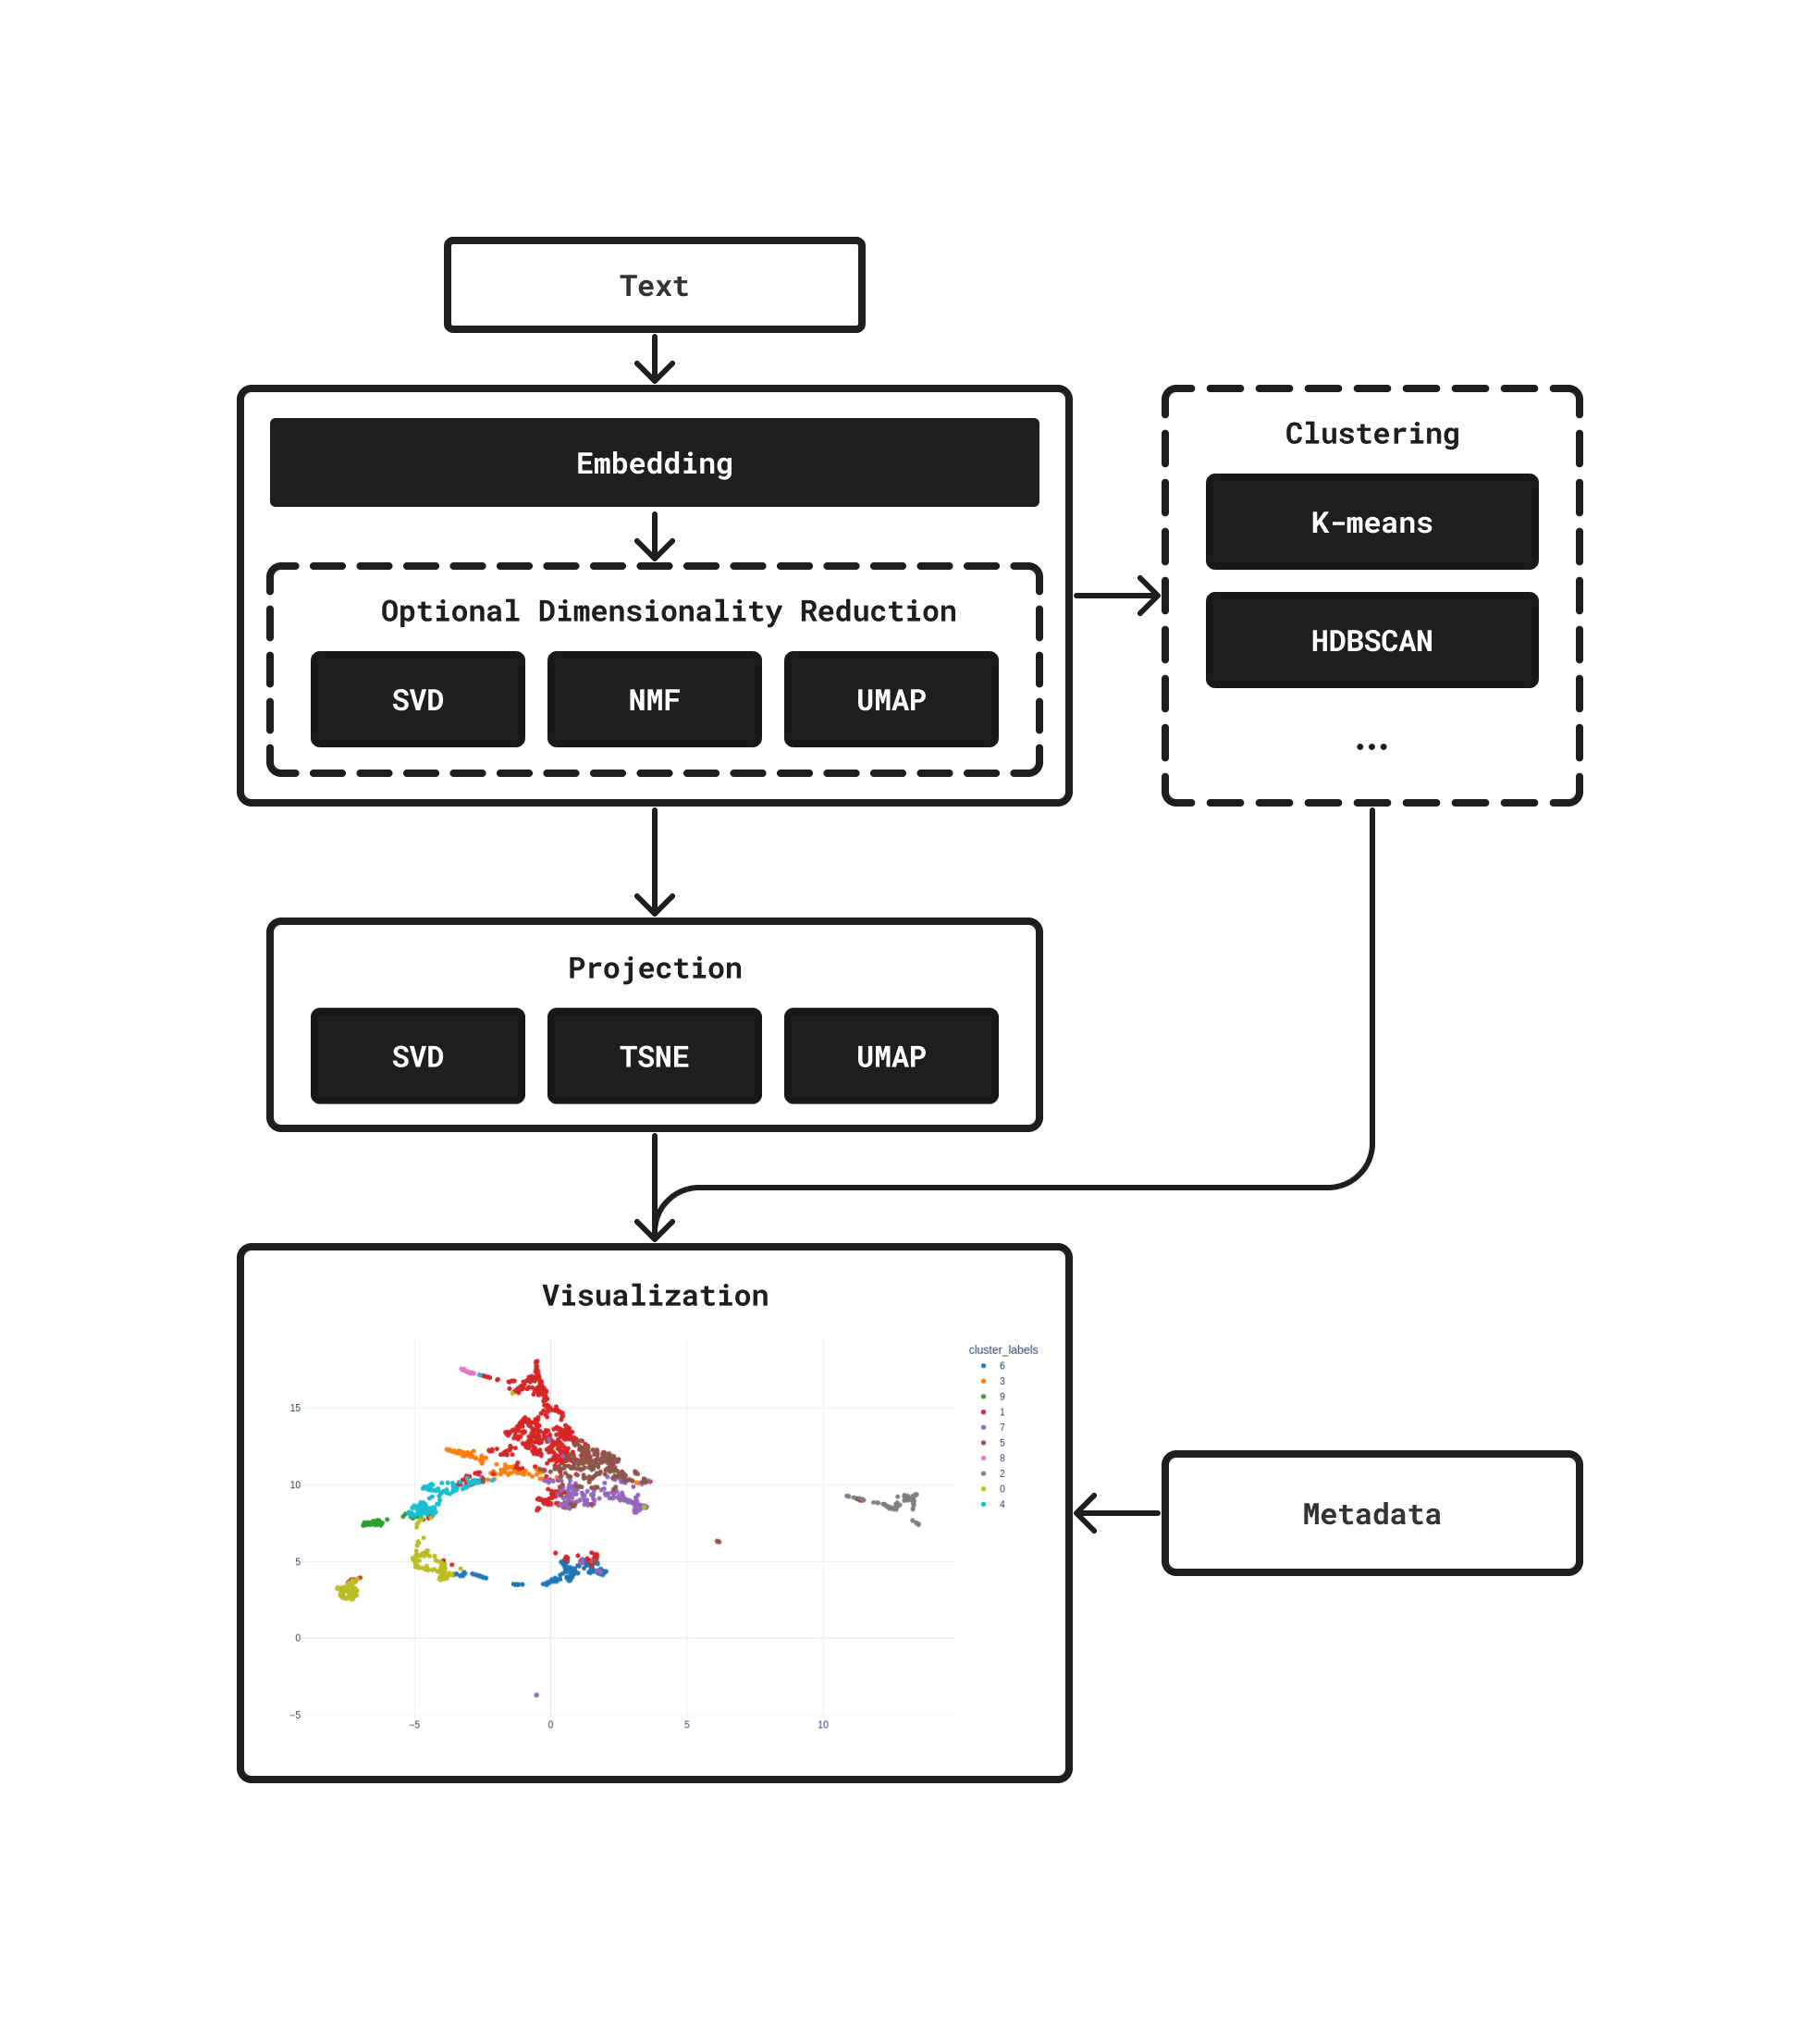 Text
Embedding
Optional Dimensionality Reduction
SVD
NMF
UMAP
Clustering
K-means
HDBSCAN
...
Projection
SVD
TSNE
UMAP
Visualization
cluster_labels
6
3
9
1
7
5
8
2
0
4
15
10
5
0
−5
−5
0
5
10
Metadata